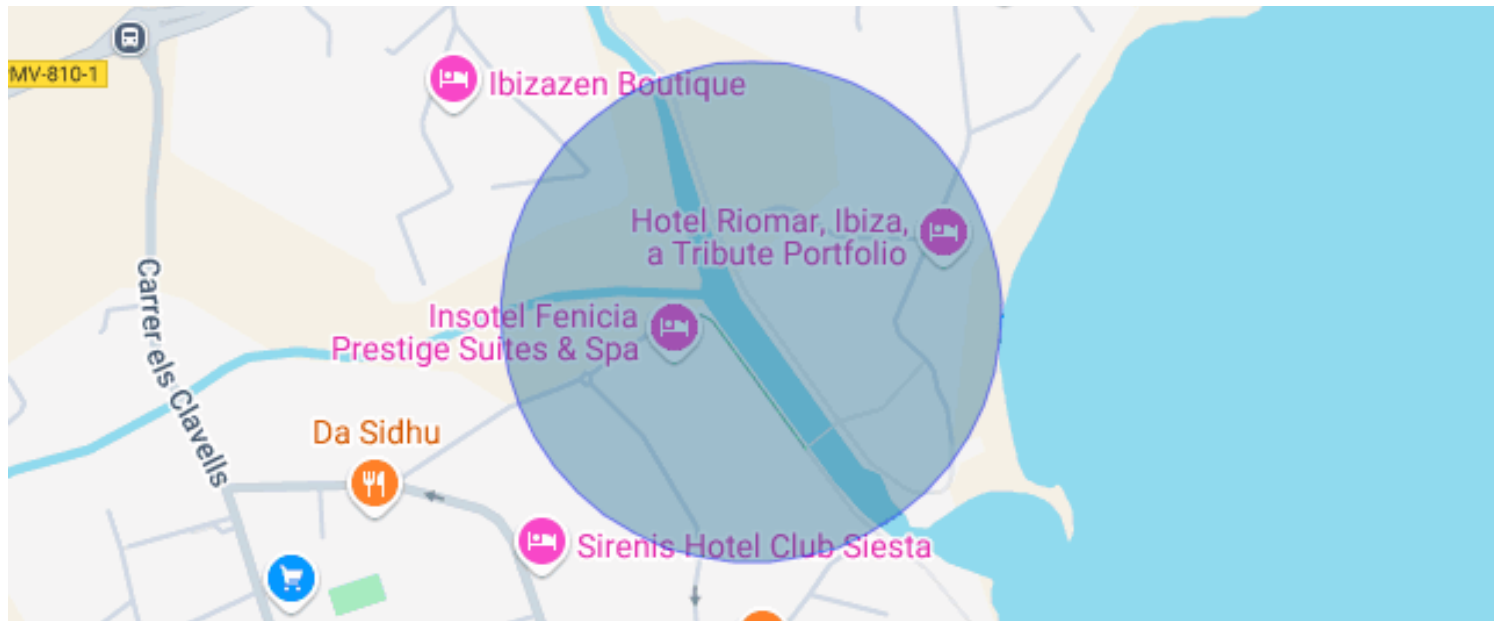 MV-810-1
Ibizazen Boutique
Hotel Riomar, Ibiza,
a Tribute Portfolio
Carrer els Clavells
Insotel Fenicia
Prestige Suites & Spa
Da Sidhu
Sirenis Hotel Club Siesta